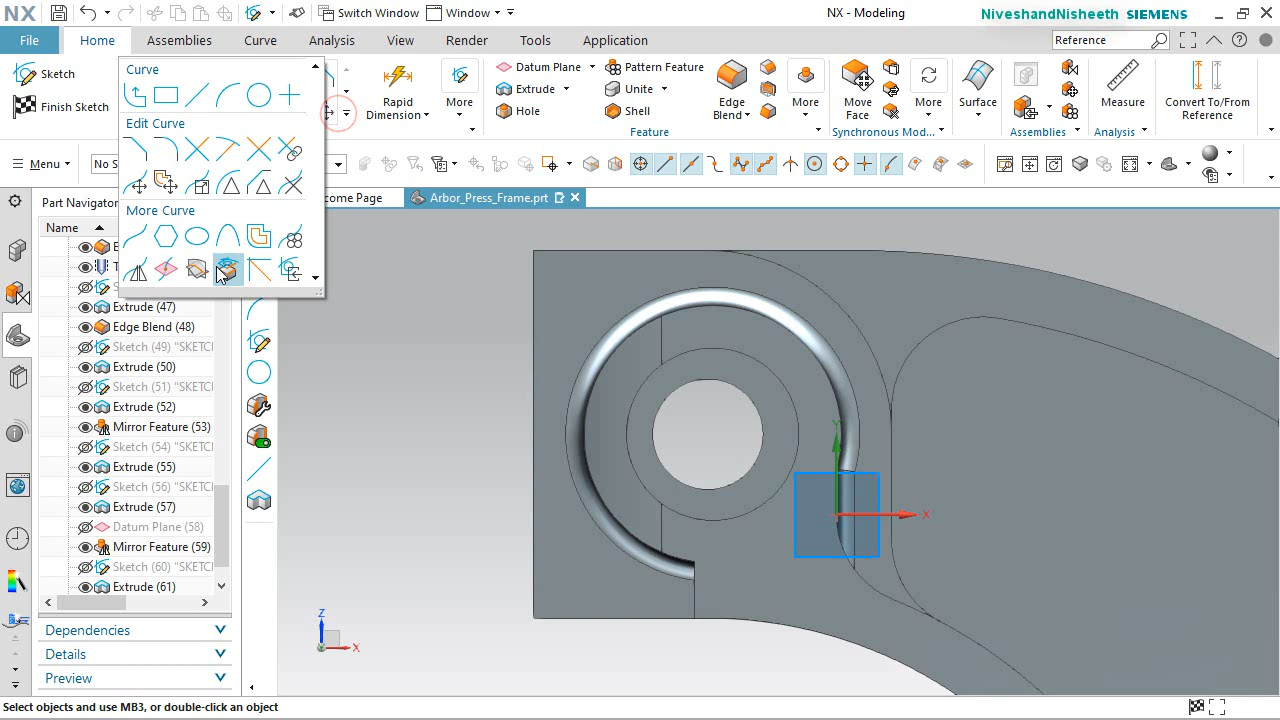 NX
Switch Window
Window
NX - Modeling
NiveshandNisheeth SIEMENS
File
Home
Assemblies
Curve
Analysis
View
Render
Tools
Application
Reference
Sketch
Finish Sketch
Curve
Edit Curve
More Curve
Rapid
Dimension
More
Datum Plane
Extrude
Hole
Pattern Feature
Unite
Shell
Edge
Blend
More
Feature
Move
Face
More
Synchronous Mod...
Surface
Assemblies
Measure
Analysis
Convert To/From
Reference
Menu
No S
Part Navigator
come Page
Arbor_Press_Frame.prt
Name
Extrude (47)
Edge Blend (48)
Sketch (49) "SKETC
Extrude (50)
Sketch (51) "SKETC
Extrude (52)
Mirror Feature (53)
Sketch (54) "SKETC
Extrude (55)
Sketch (56) "SKETC
Extrude (57)
Datum Plane (58)
Mirror Feature (59)
Sketch (60) "SKETC
Extrude (61)
Dependencies
Details
Preview
Y
X
Z
X
Select objects and use MB3, or double-click an object